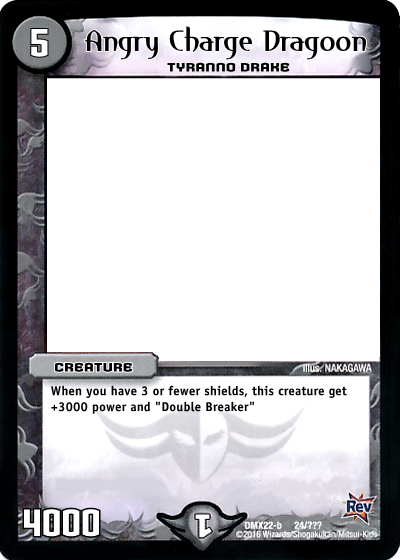 5
Angry Charge Dragoon
TYRANNO DRAKE
CREATURE
Illus. NAKAGAWA
When you have 3 or fewer shields, this creature get
+3000 power and "Double Breaker"
Rev
4000
1
DMX22-b 24/???
©2016 Wizards/Shogakukan/Mitsui-Kids